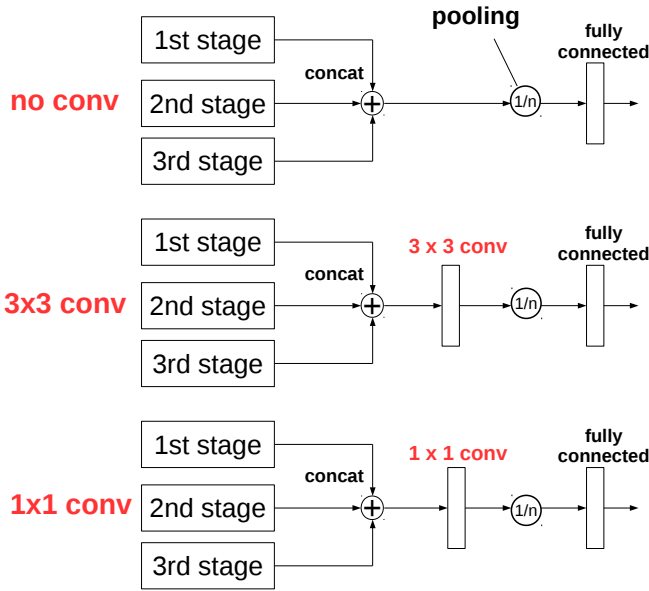 pooling
fully
connected
1st stage
concat
no conv
2nd stage
1/n
3rd stage
fully
connected
1st stage
3 x 3 conv
concat
3x3 conv
2nd stage
1/n
3rd stage
fully
connected
1st stage
1 x 1 conv
concat
1x1 conv
2nd stage
1/n
3rd stage